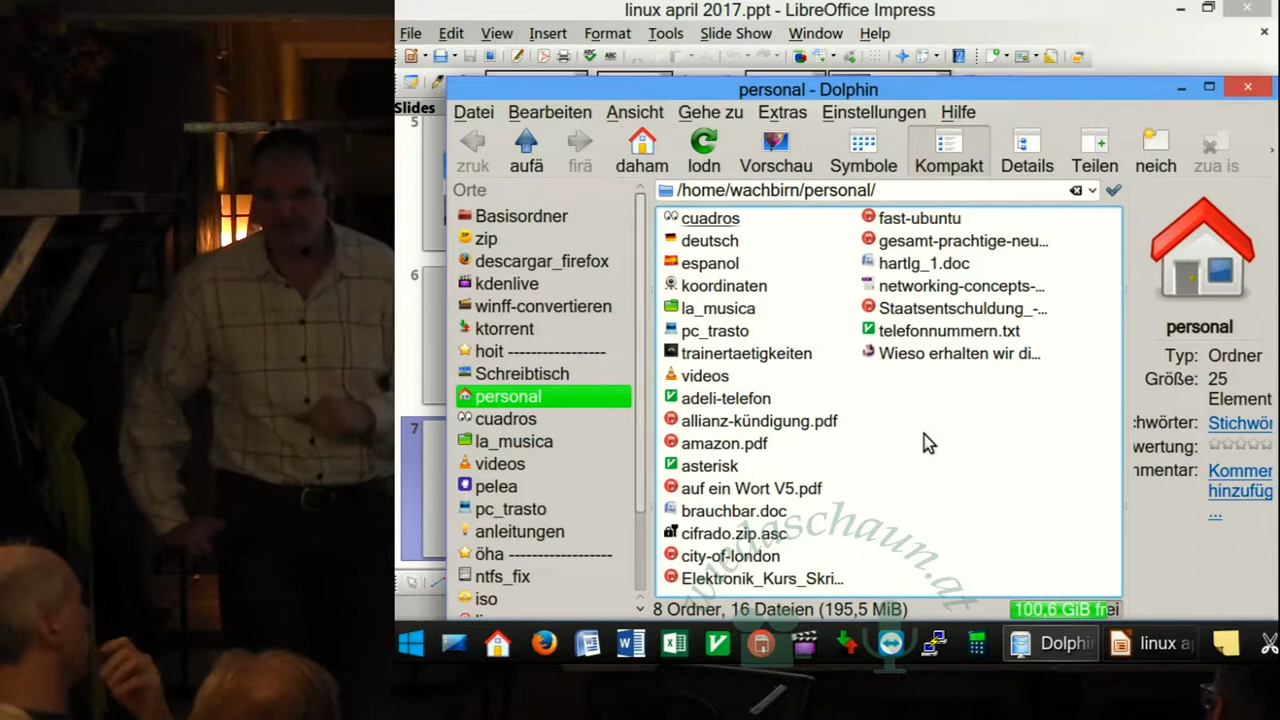 linux april 2017.ppt - LibreOffice Impress
File Edit View Insert Format Tools Slide Show Window Help
Slides
5
6
7
personal - Dolphin
Datei Bearbeiten Ansicht Gehe zu Extras Einstellungen Hilfe
zruk aufä firä daham lodn Vorschau Symbole Kompakt Details Teilen neich zua is
Orte
Basisordner
zip
descargar_firefox
kdenlive
winff-convertieren
ktorrent
hoit -----------------
Schreibtisch
personal
cuadros
la_musica
videos
pelea
pc_trasto
anleitungen
öha -----------------
ntfs_fix
iso
/home/wachbirn/personal/
cuadros
deutsch
espanol
koordinaten
la_musica
pc_trasto
trainertaetigkeiten
videos
adeli-telefon
allianz-kündigung.pdf
amazon.pdf
asterisk
auf ein Wort V5.pdf
brauchbar.doc
cifrado.zip.asc
city-of-london
Elektronik_Kurs_Skri...
fast-ubuntu
gesamt-prachtige-neu...
hartlg_1.doc
networking-concepts-...
Staatsentschuldung_-...
telefonnummern.txt
Wieso erhalten wir di...
8 Ordner, 16 Dateien (195,5 MiB)
100,6 GiB frei
personal
Typ: Ordner
Größe: 25
Element
:hwörter: Stichwör
wertung:
mmentar: Kommen
hinzufüg
...
wiedaschaun.at
Dolphin
linux a